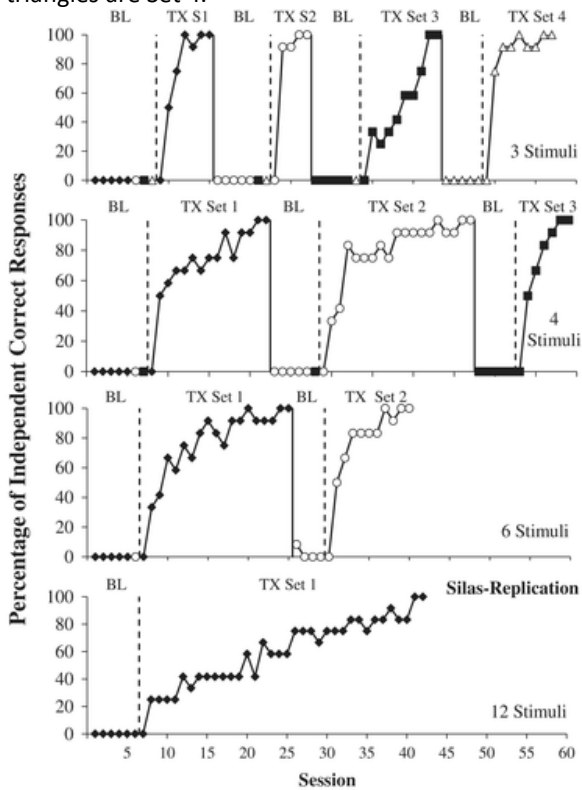 triangles are Set 4.
BL TX S1 BL TX S2 BL TX Set 3 BL TX Set 4
100
80
60
40
20
0
3 Stimuli
BL TX Set 1 BL TX Set 2 BL TX Set 3
100
80
60
40
20
0
4
Stimuli
Percentage of Independent Correct Responses
BL TX Set 1 BL TX Set 2
100
80
60
40
20
0
6 Stimuli
BL TX Set 1 Silas-Replication
100
80
60
40
20
0
12 Stimuli
5 10 15 20 25 30 35 40 45 50 55 60
Session